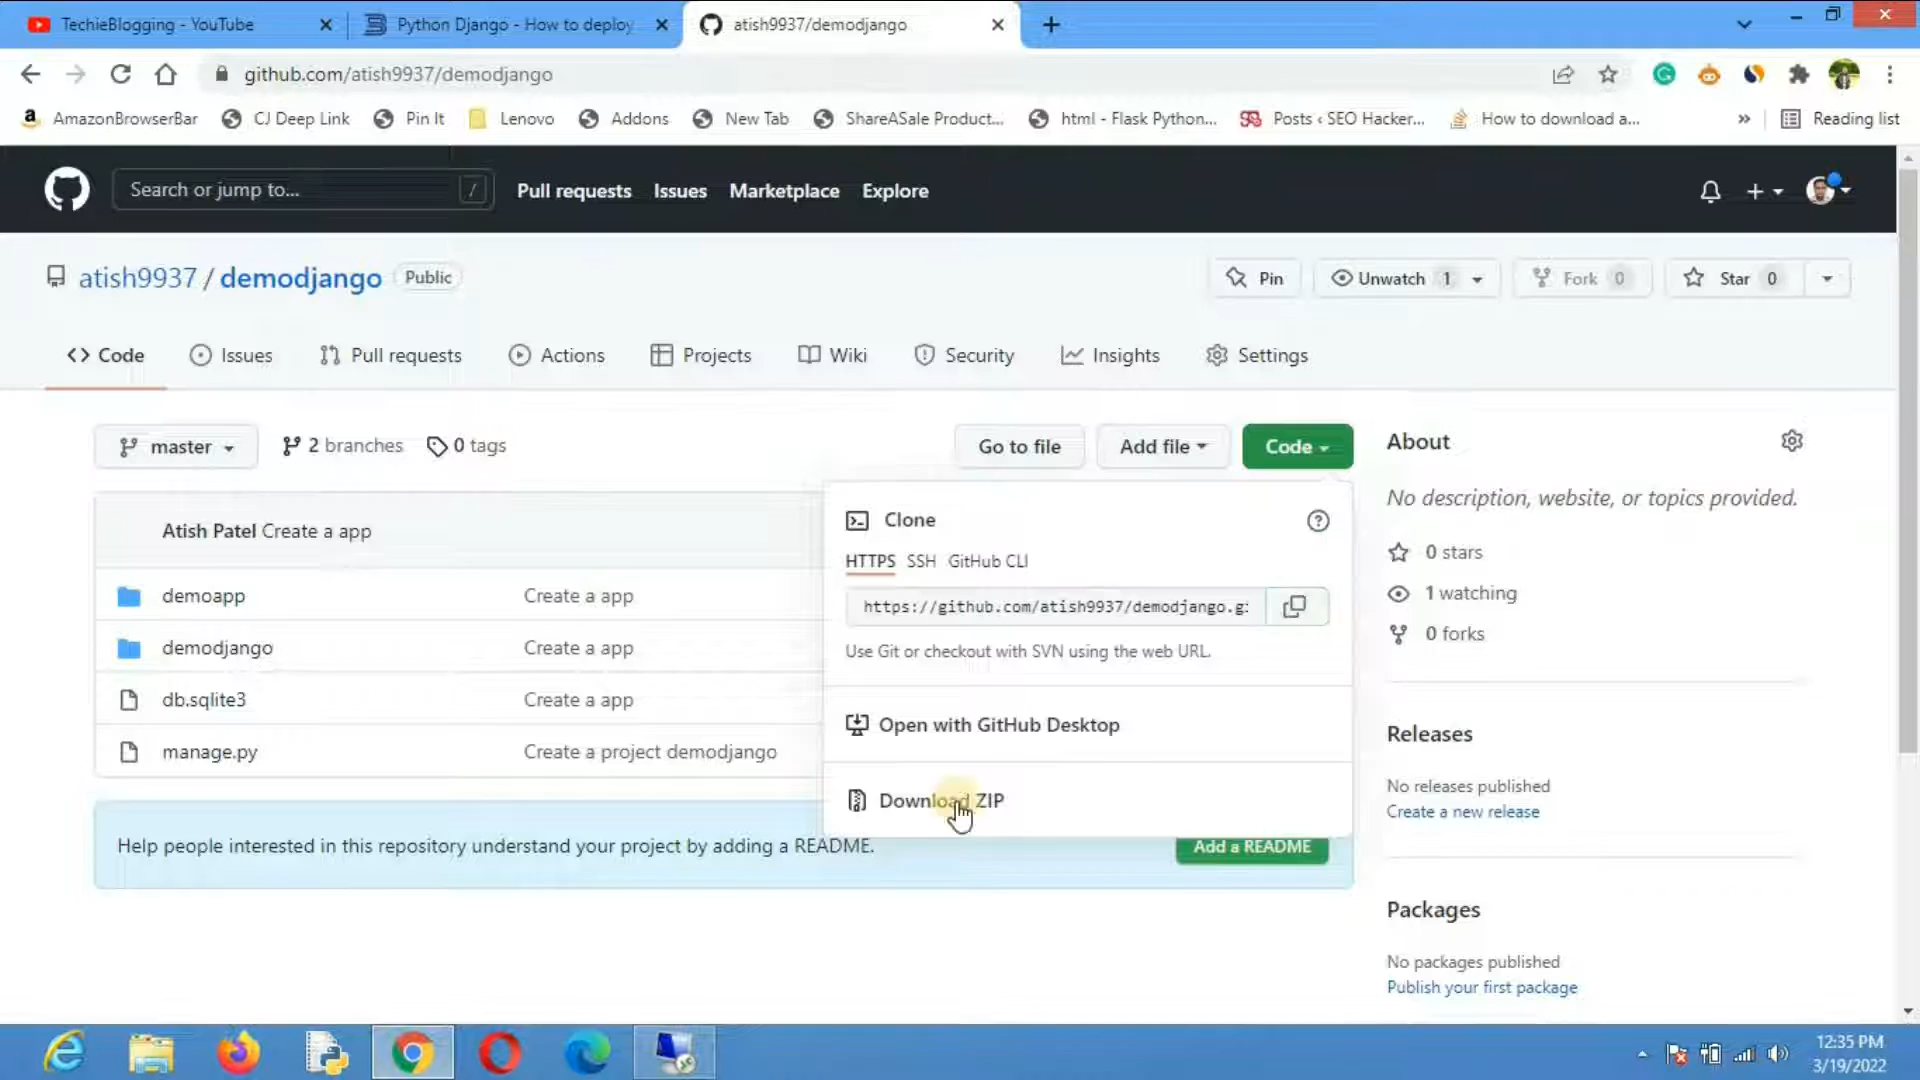 TechieBlogging - YouTube
Python Django - How to deploy
atish9937/demodjango
github.com/atish9937/demodjango
AmazonBrowserBar
CJ Deep Link
Pin It
Lenovo
Addons
New Tab
ShareASale Product...
html - Flask Python...
Posts ‹ SEO Hacker...
How to download a...
»
Reading list
Search or jump to...
/
Pull requests
Issues
Marketplace
Explore
atish9937 / demodjango
Public
Pin
Unwatch 1
Fork 0
Star 0
Code
Issues
Pull requests
Actions
Projects
Wiki
Security
Insights
Settings
master
2 branches
0 tags
Go to file
Add file
Code
Atish Patel Create a app
demoapp
Create a app
demodjango
Create a app
db.sqlite3
Create a app
manage.py
Create a project demodjango
Clone
HTTPS SSH GitHub CLI
https://github.com/atish9937/demodjango.gi
Use Git or checkout with SVN using the web URL.
Open with GitHub Desktop
Download ZIP
Help people interested in this repository understand your project by adding a README.
Add a README
About
No description, website, or topics provided.
0 stars
1 watching
0 forks
Releases
No releases published
Create a new release
Packages
No packages published
Publish your first package
12:35 PM
3/19/2022